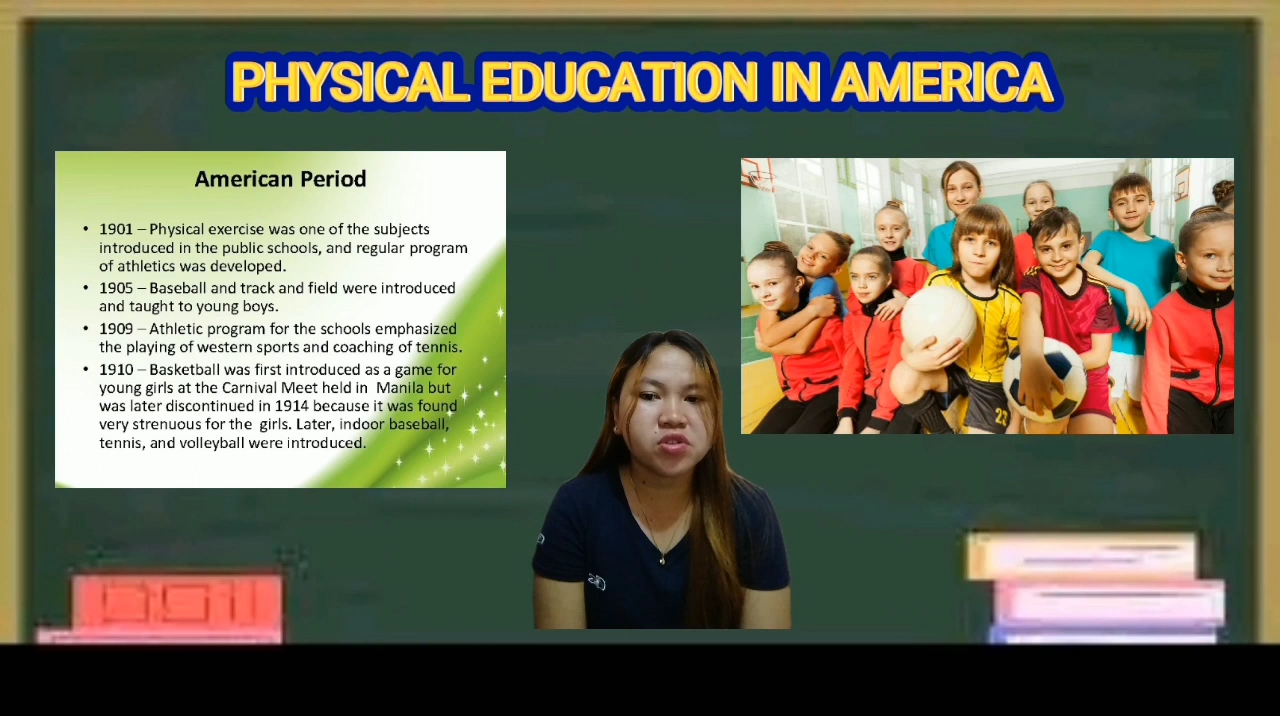 PHYSICAL EDUCATION IN AMERICA
American Period
• 1901 – Physical exercise was one of the subjects
introduced in the public schools, and regular program
of athletics was developed.
• 1905 – Baseball and track and field were introduced
and taught to young boys.
• 1909 – Athletic program for the schools emphasized
the playing of western sports and coaching of tennis.
• 1910 – Basketball was first introduced as a game for
young girls at the Carnival Meet held in Manila but
was later discontinued in 1914 because it was found
very strenuous for the girls. Later, indoor baseball,
tennis, and volleyball were introduced.
23